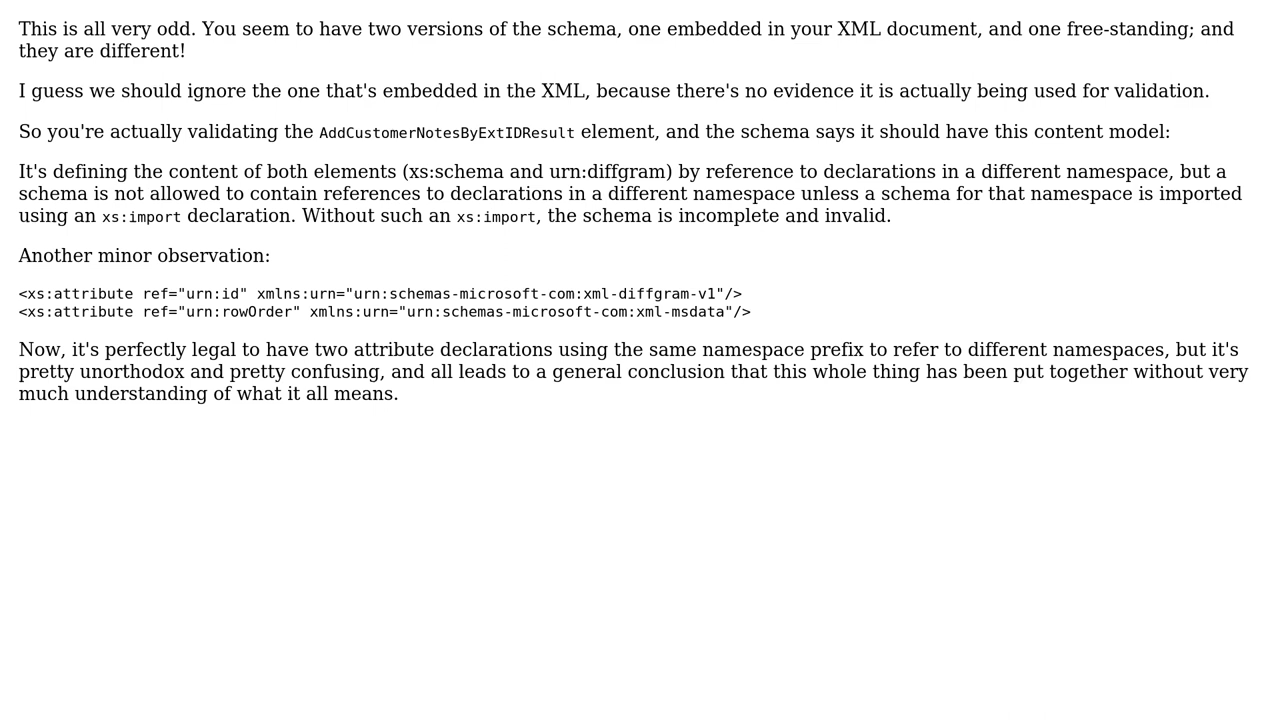 This is all very odd. You seem to have two versions of the schema, one embedded in your XML document, and one free-standing; and
they are different!
I guess we should ignore the one that's embedded in the XML, because there's no evidence it is actually being used for validation.
So you're actually validating the AddCustomerNotesByExtIDResult element, and the schema says it should have this content model:
It's defining the content of both elements (xs:schema and urn:diffgram) by reference to declarations in a different namespace, but a
schema is not allowed to contain references to declarations in a different namespace unless a schema for that namespace is imported
using an xs:import declaration. Without such an xs:import, the schema is incomplete and invalid.
Another minor observation:
<xs:attribute ref="urn:id" xmlns:urn="urn:schemas-microsoft-com:xml-diffgram-v1"/>
<xs:attribute ref="urn:rowOrder" xmlns:urn="urn:schemas-microsoft-com:xml-msdata"/>
Now, it's perfectly legal to have two attribute declarations using the same namespace prefix to refer to different namespaces, but it's
pretty unorthodox and pretty confusing, and all leads to a general conclusion that this whole thing has been put together without very
much understanding of what it all means.